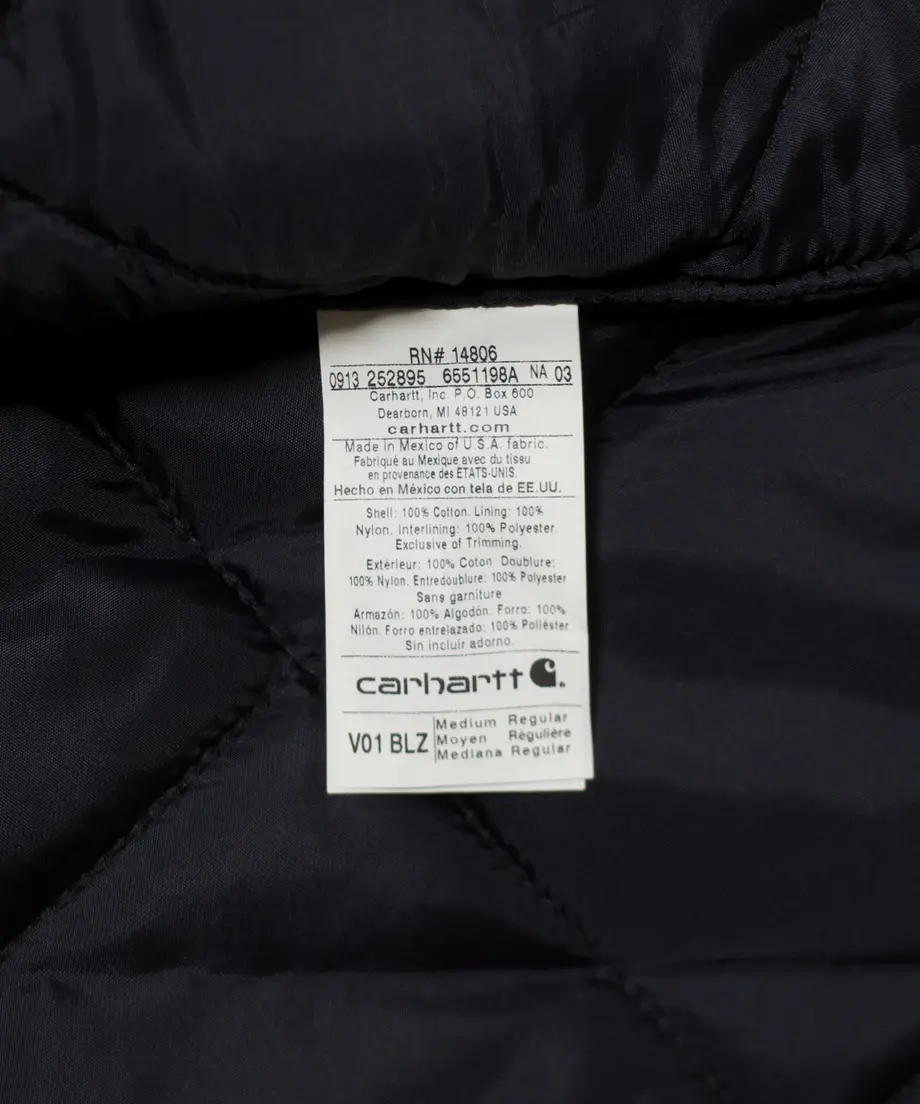 RN# 14806
0913 252895 6551198A NA 03
Carhartt, Inc. P.O. Box 600
Dearborn, MI 48121 USA
carhartt.com
Made in Mexico of U.S.A. fabric.
Fabriqué au Mexique avec du tissu
en provenance des ÉTATS-UNIS.
Hecho en México con tela de EE.UU.
Shell: 100% Cotton. Lining: 100%
Nylon. Interlining: 100% Polyester.
Exclusive of Trimming.
Extérieur: 100% Coton Doublure:
100% Nylon. Entredoublure: 100% Polyester
Sans garniture
Armazón: 100% Algodón. Forro: 100%
Nilón. Forro entrelazado: 100% Poliéster
Sin incluir adorno.
carhartt
V01 BLZ
Medium Regular
Moyen Régulière
Mediana Regular